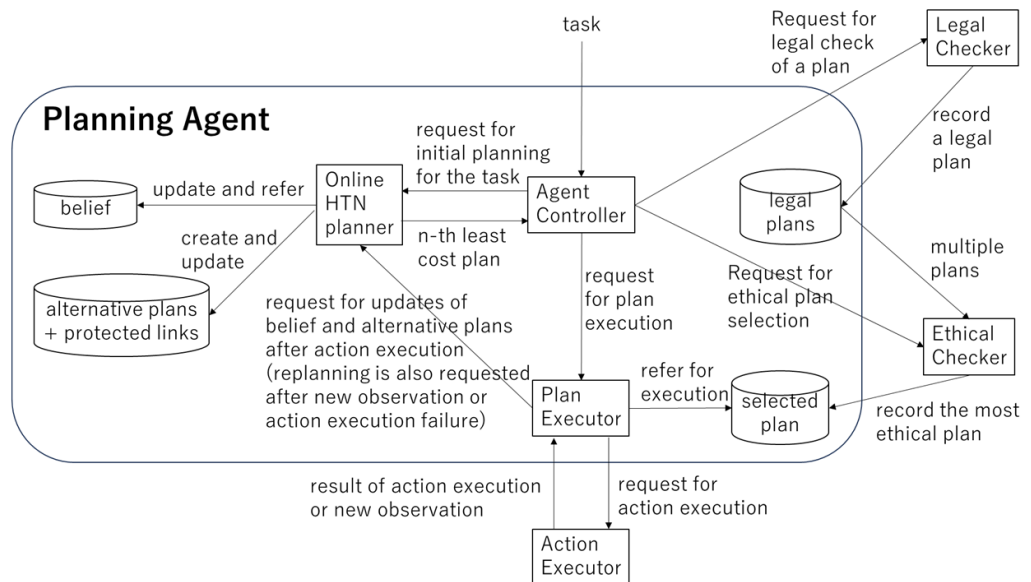 task
Request for
legal check
of a plan
Legal
Checker
Planning Agent
record
a legal
plan
request for
initial planning
for the task
Online
HTN
planner
update and refer
belief
Agent
Controller
legal
plans
n-th least
cost plan
create and
update
multiple
plans
alternative plans
+ protected links
request
for plan
execution
Request for
ethical plan
selection
request for updates of
belief and alternative plans
after action execution
(replanning is also requested
after new observation or
action execution failure)
Ethical
Checker
refer for
execution
Plan
Executor
selected
plan
record the most
ethical plan
result of action execution
or new observation
request for
action execution
Action
Executor